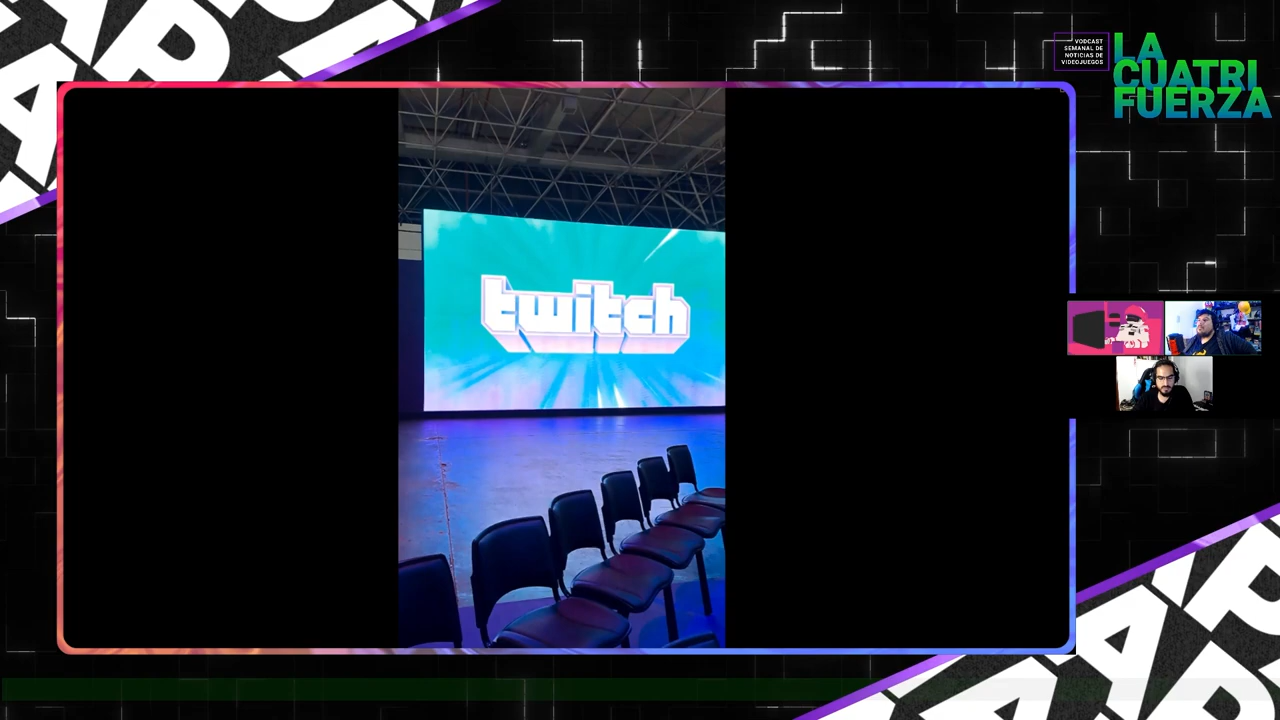 VODCAST
SEMANAL DE
NOTICIAS DE
VIDEOJUEGOS
LA
CUATRI
FUERZA
twitch